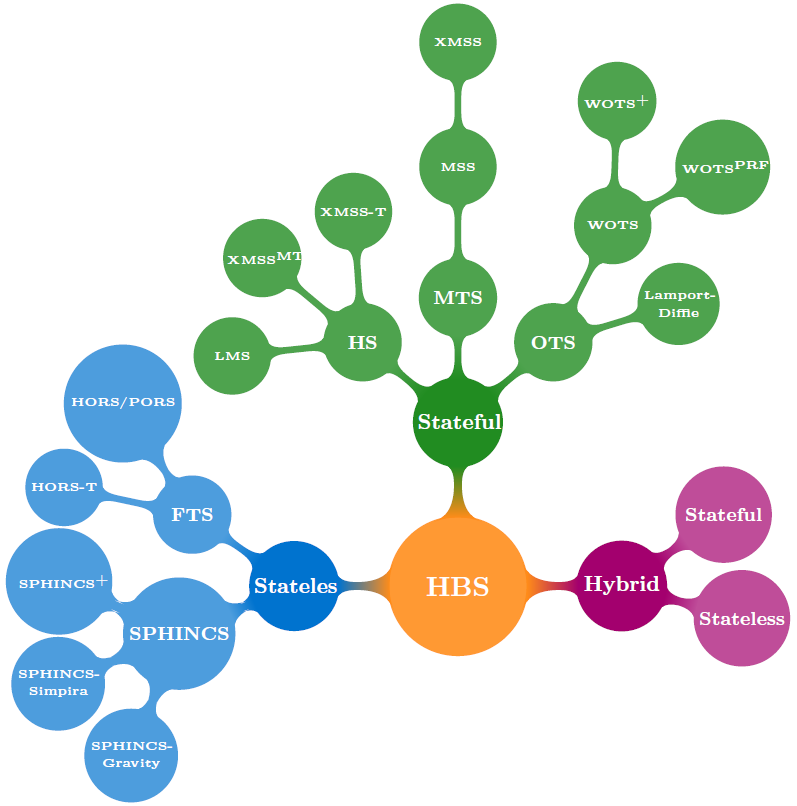 XMSS
WOTS+
MSS
WOTSPRF
XMSS-T
WOTS
XMSSMT
MTS
Lamport-
Diffie
HS
OTS
LMS
HORS/PORS
Stateful
HORS-T
FTS
Stateful
SPHINCS+
Stateles
HBS
Hybrid
Stateless
SPHINCS
SPHINCS-
Simpira
SPHINCS-
Gravity